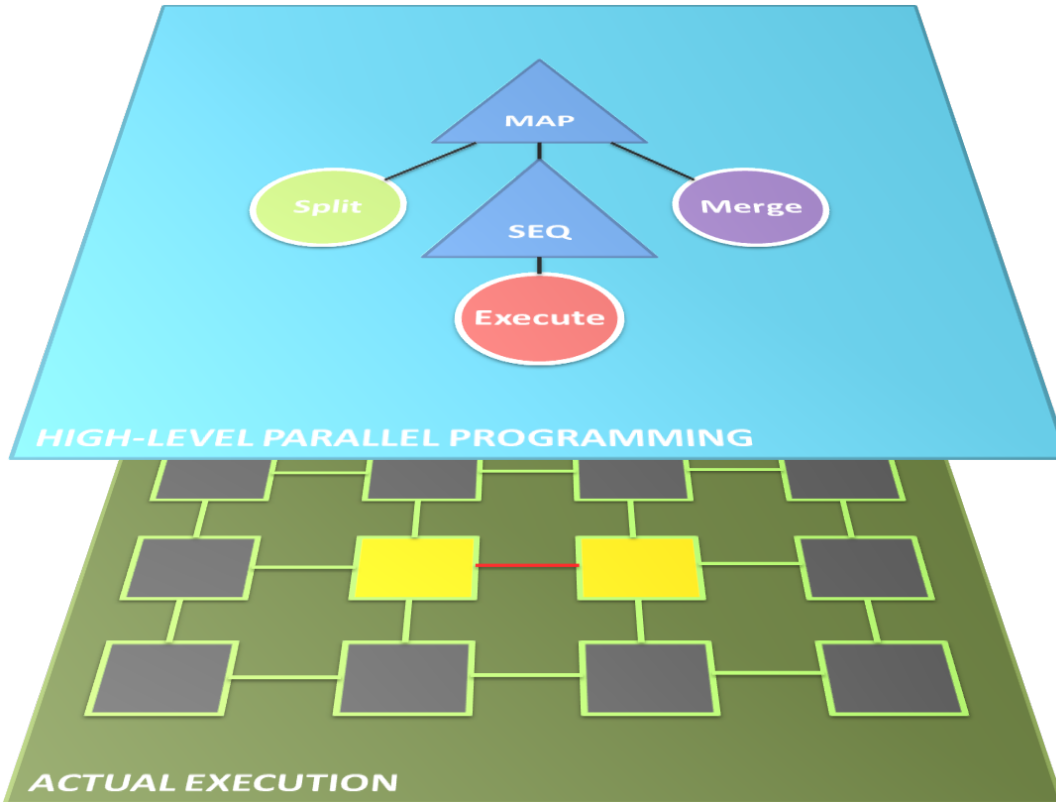 MAP
Split
Merge
SEQ
Execute
HIGH-LEVEL PARALLEL PROGRAMMING
ACTUAL EXECUTION